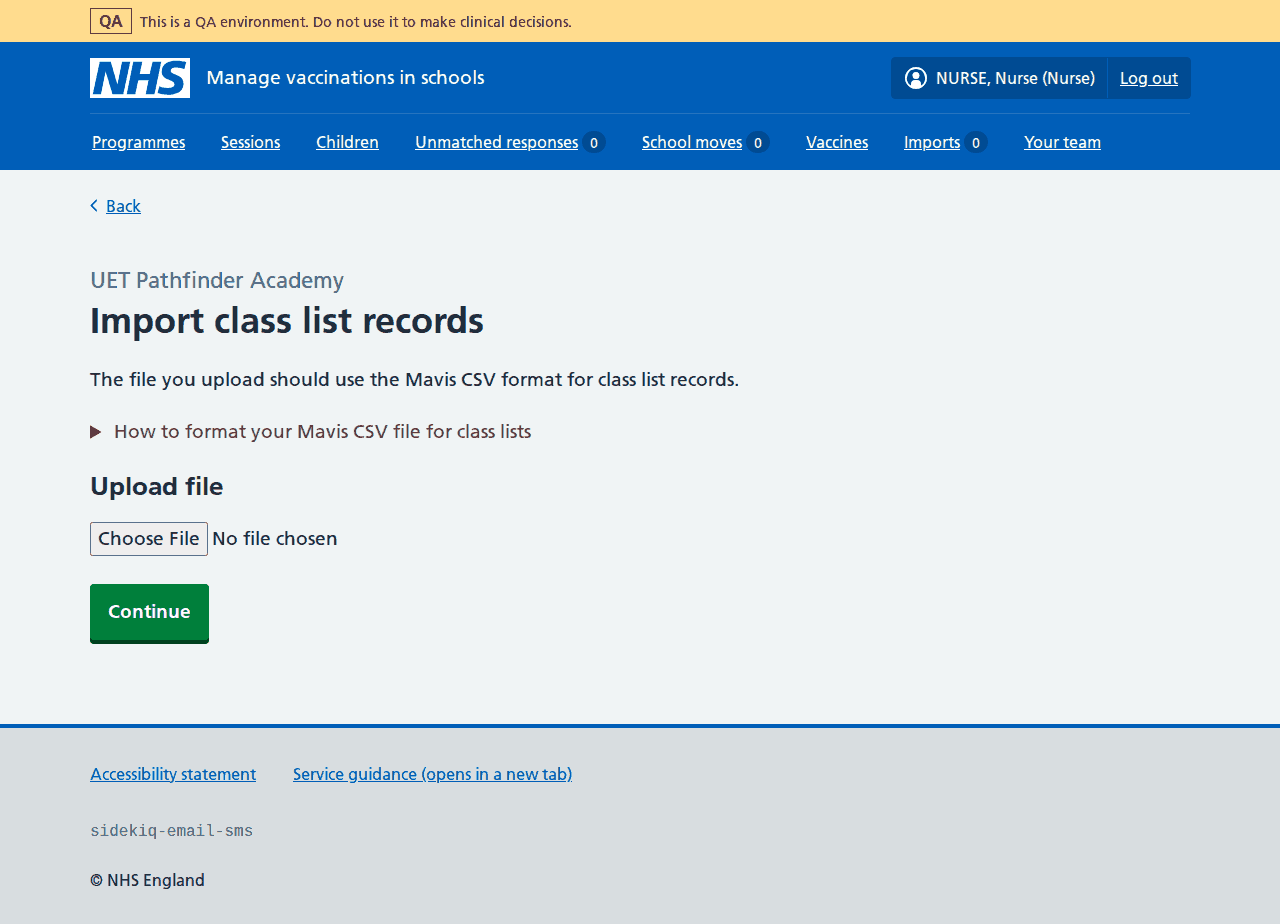 QA This is a QA environment. Do not use it to make clinical decisions.
NHS Manage vaccinations in schools NURSE, Nurse (Nurse) Log out
Programmes Sessions Children Unmatched responses 0 School moves 0 Vaccines Imports 0 Your team
Back
UET Pathfinder Academy
Import class list records
The file you upload should use the Mavis CSV format for class list records.
How to format your Mavis CSV file for class lists
Upload file
Choose File No file chosen
Continue
Accessibility statement Service guidance (opens in a new tab)
sidekiq-email-sms
© NHS England